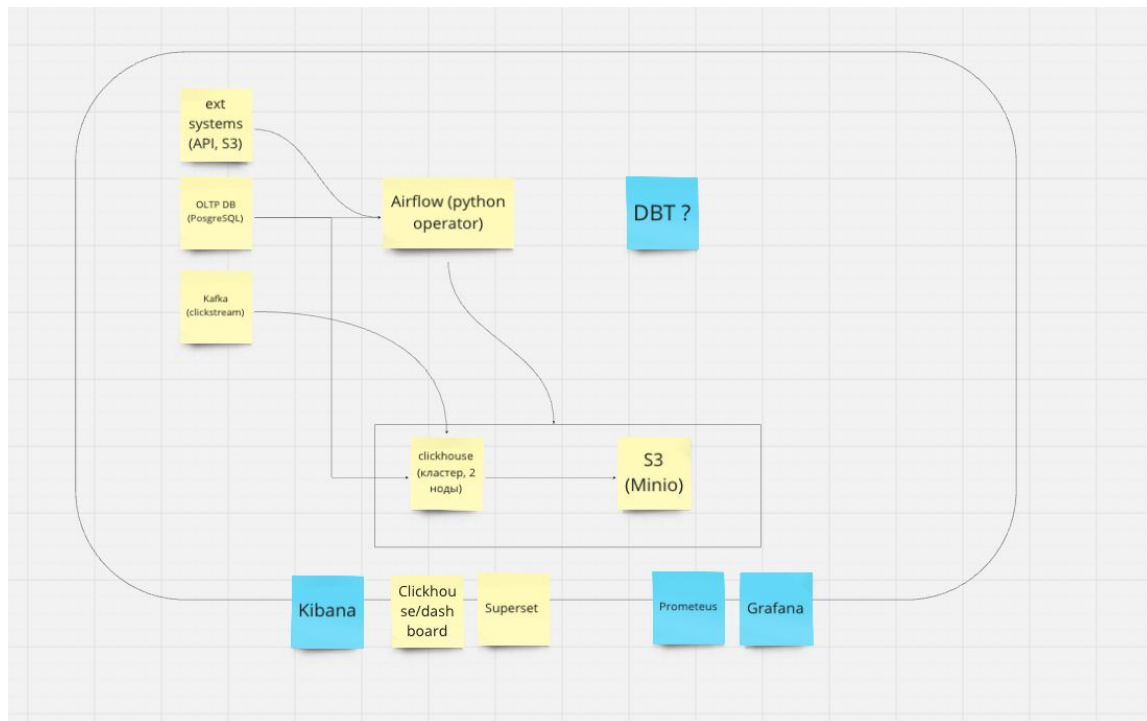 ext
systems
(API, S3)
OLTP DB
(PosgreSQL)
Kafka
(clickstream)
Airflow (python
operator)
DBT ?
clickhouse
(кластер, 2
ноды)
S3
(Minio)
Kibana
Clickhou
se/dash
board
Superset
Prometeus
Grafana